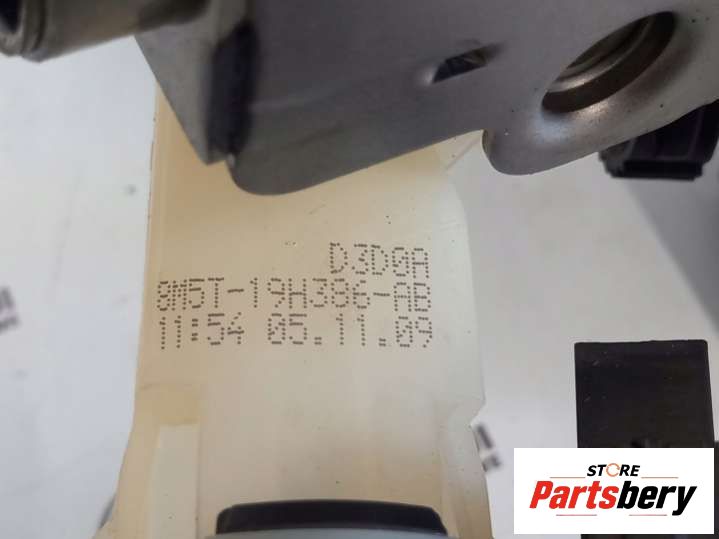 D3D0A
8M5T-19H386-AB
11:54 05.11.09
STORE
Partsbery